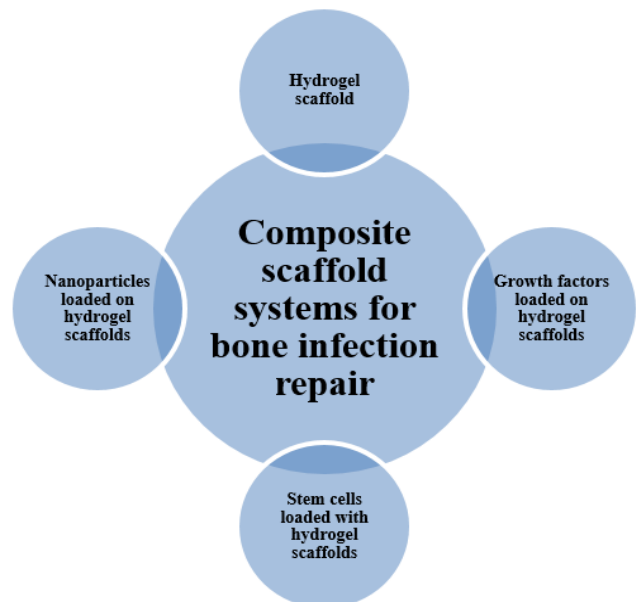 Hydrogel
scaffold
Composite
scaffold
systems for
bone infection
repair
Nanoparticles
loaded on
hydrogel
scaffolds
Growth factors
loaded on
hydrogel
scaffolds
Stem cells
loaded with
hydrogel
scaffolds